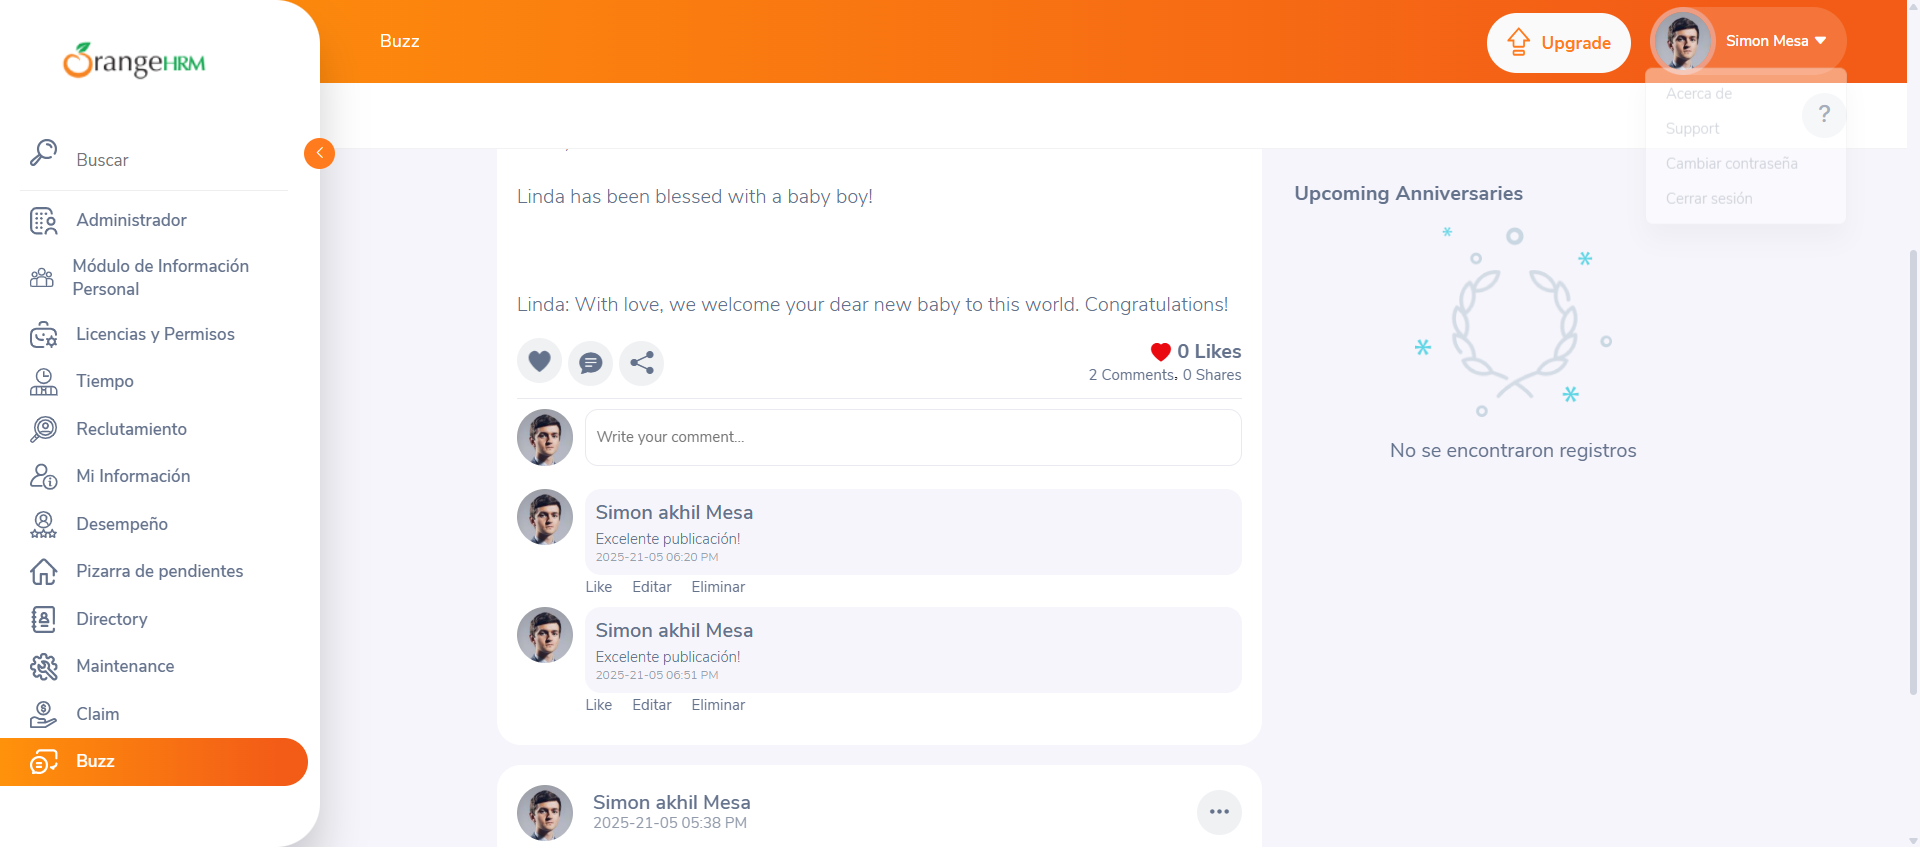 OrangeHRM
Buscar
Administrador
Módulo de Información
Personal
Licencias y Permisos
Tiempo
Reclutamiento
Mi Información
Desempeño
Pizarra de pendientes
Directory
Maintenance
Claim
Buzz
Buzz
Upgrade
Simon Mesa
Acerca de
Support
Cambiar contraseña
Cerrar sesión
?
Linda has been blessed with a baby boy!
Linda: With love, we welcome your dear new baby to this world. Congratulations!
0 Likes
2 Comments, 0 Shares
Write your comment...
Simon akhil Mesa
Excelente publicación!
2025-21-05 06:20 PM
Like Editar Eliminar
Simon akhil Mesa
Excelente publicación!
2025-21-05 06:51 PM
Like Editar Eliminar
Simon akhil Mesa
2025-21-05 05:38 PM
Upcoming Anniversaries
No se encontraron registros